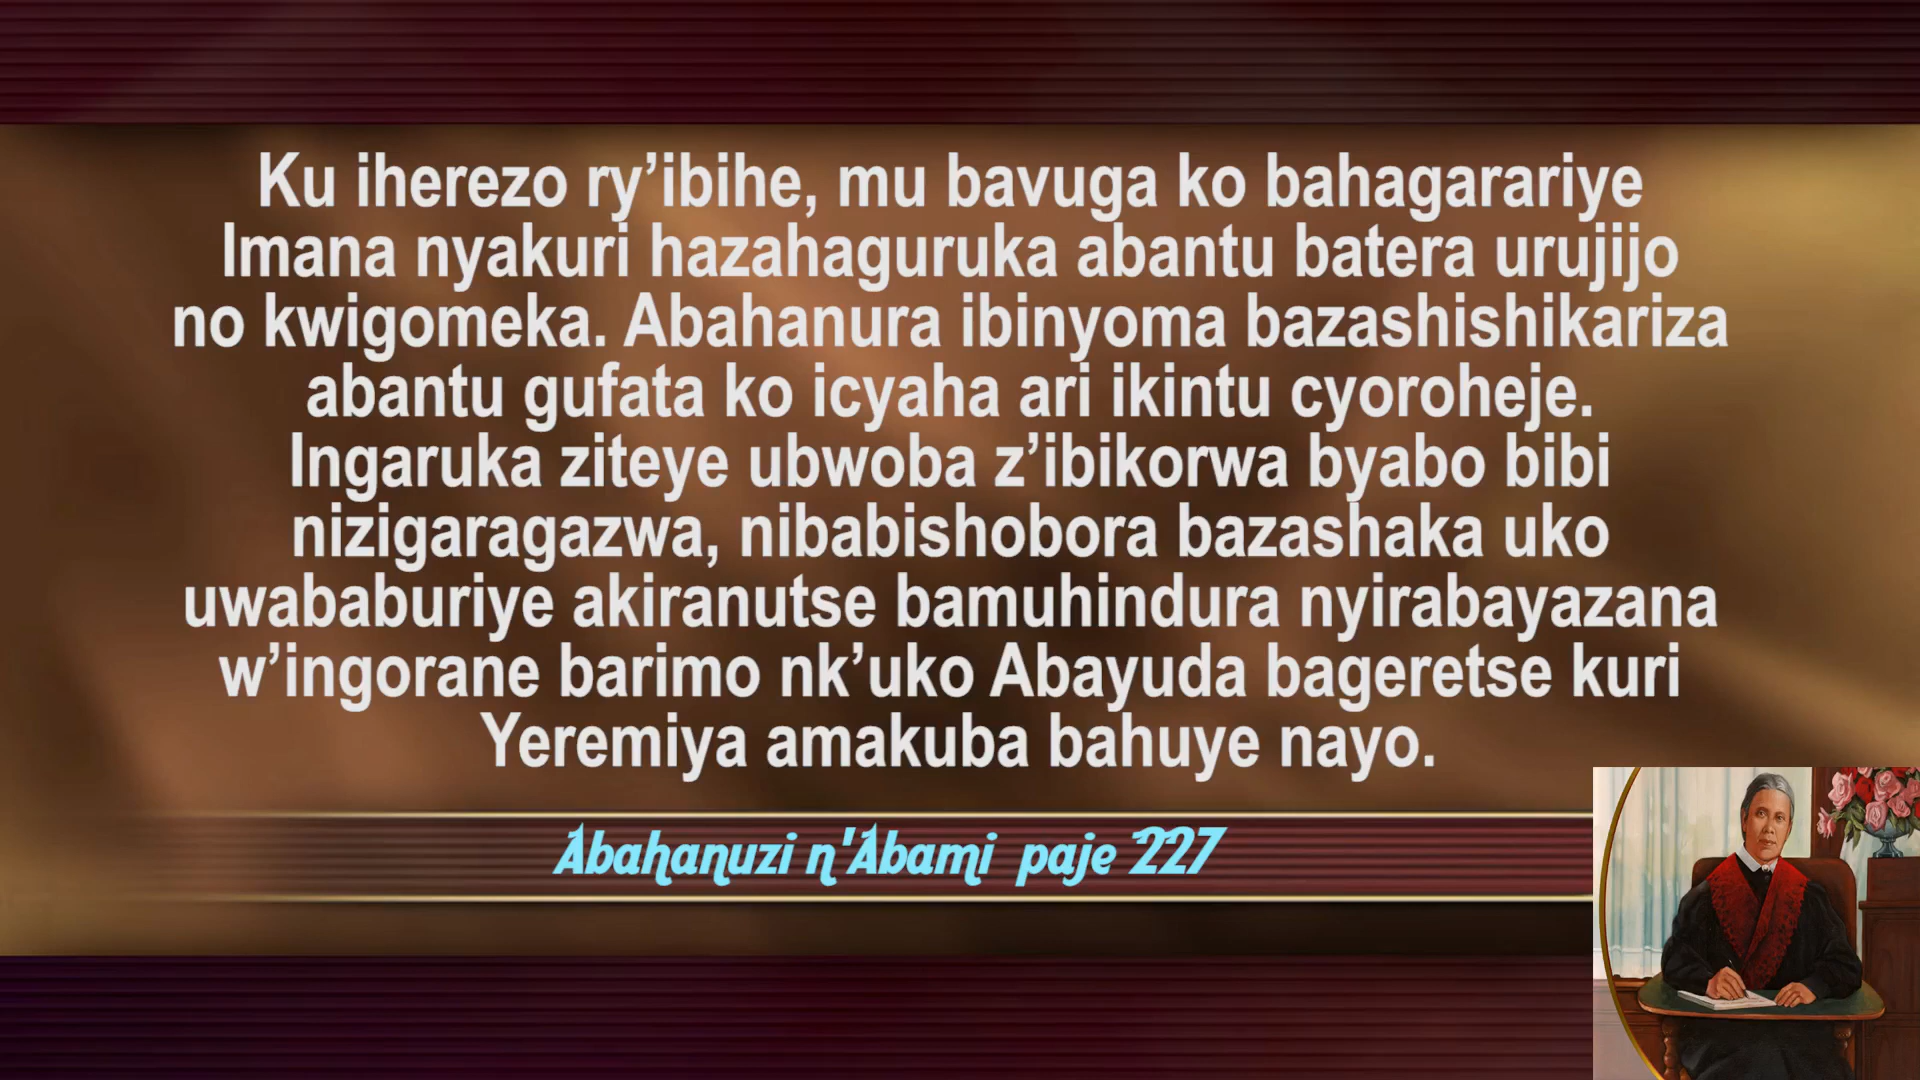 Ku iherezo ry’ibihe, mu bavuga ko bahagarariye
Imana nyakuri hazahaguruka abantu batera urujijo
no kwigomeka. Abahanura ibinyoma bazashishikariza
abantu gufata ko icyaha ari ikintu cyoroheje.
Ingaruka ziteye ubwoba z’ibikorwa byabo bibi
nizigaragazwa, nibabishobora bazashaka uko
uwababuriye akiranutse bamuhindura nyirabayazana
w’ingorane barimo nk’uko Abayuda bageretse kuri
Yeremiya amakuba bahuye nayo.
Abahanuzi n'Abami paje 227